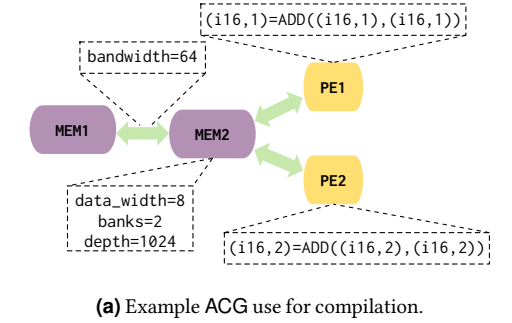 (i16,1)=ADD((i16,1),(i16,1))
bandwidth=64
PE1
MEM1
MEM2
PE2
data_width=8
banks=2
depth=1024
(i16,2)=ADD((i16,2),(i16,2))
(a) Example ACG use for compilation.